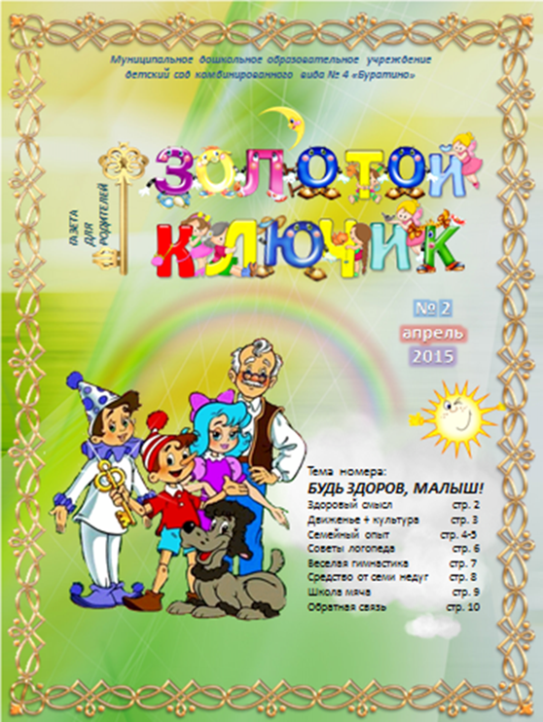 Муниципальное дошкольное образовательное учреждение
детский сад комбинированного вида № 4 «Буратино»
ЗОЛОТОЙ
КЛЮЧИК
ГАЗЕТА
ДЛЯ
РОДИТЕЛЕЙ
№ 2
апрель
2015
Тема номера:
БУДЬ ЗДОРОВ, МАЛЫШ!
Здоровый смысл стр. 2
Движенье + культура стр. 3
Семейный опыт стр. 4-5
Советы логопеда стр. 6
Веселая гимнастика стр. 7
Средство от семи недуг стр. 8
Школа мяча стр. 9
Обратная связь стр. 10